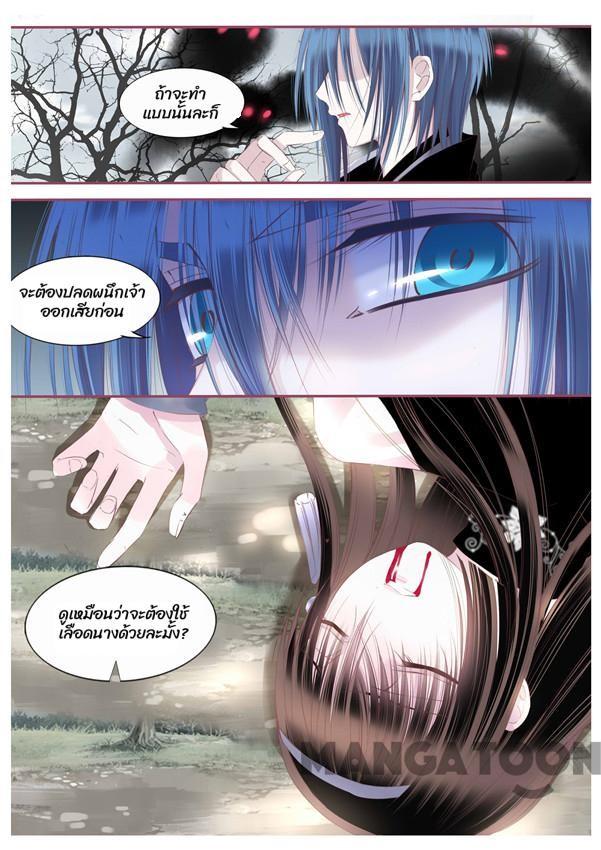 ถ้าจะทำ
แบบนั้นละก็
จะต้องปลดผนึกเจ้า
ออกเสียก่อน
ดูเหมือนว่าจะต้องใช้
เลือดนางด้วยละมั้ง?
MANGATOON